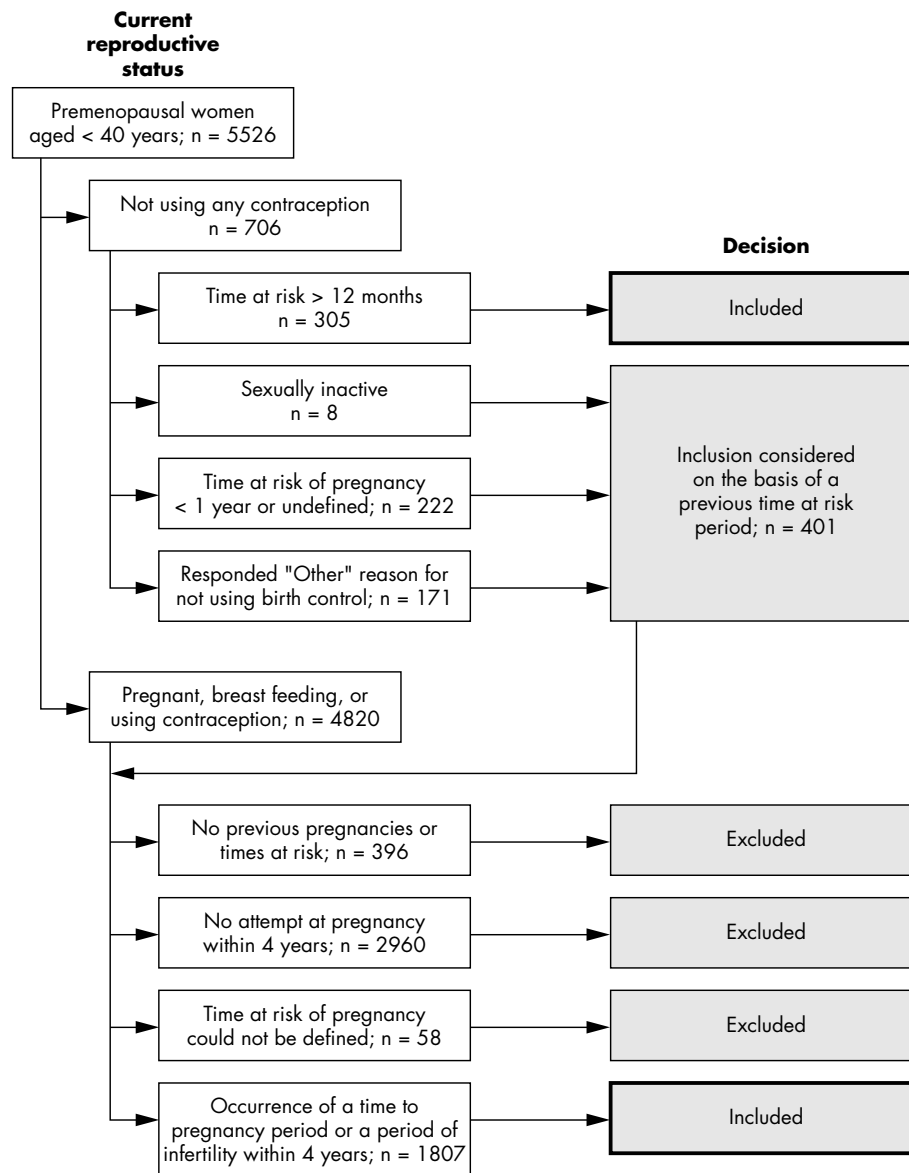 Current
reproductive
status
Premenopausal women
aged < 40 years; n = 5526
Not using any contraception
n = 706
Decision
Time at risk > 12 months
n = 305
Included
Sexually inactive
n = 8
Inclusion considered
on the basis of a
previous time at risk
period; n = 401
Time at risk of pregnancy
< 1 year or undefined; n = 222
Responded "Other" reason for
not using birth control; n = 171
Pregnant, breast feeding, or
using contraception; n = 4820
No previous pregnancies or
times at risk; n = 396
Excluded
No attempt at pregnancy
within 4 years; n = 2960
Excluded
Time at risk of pregnancy
could not be defined; n = 58
Excluded
Occurrence of a time to
pregnancy period or a period of
infertility within 4 years; n = 1807
Included